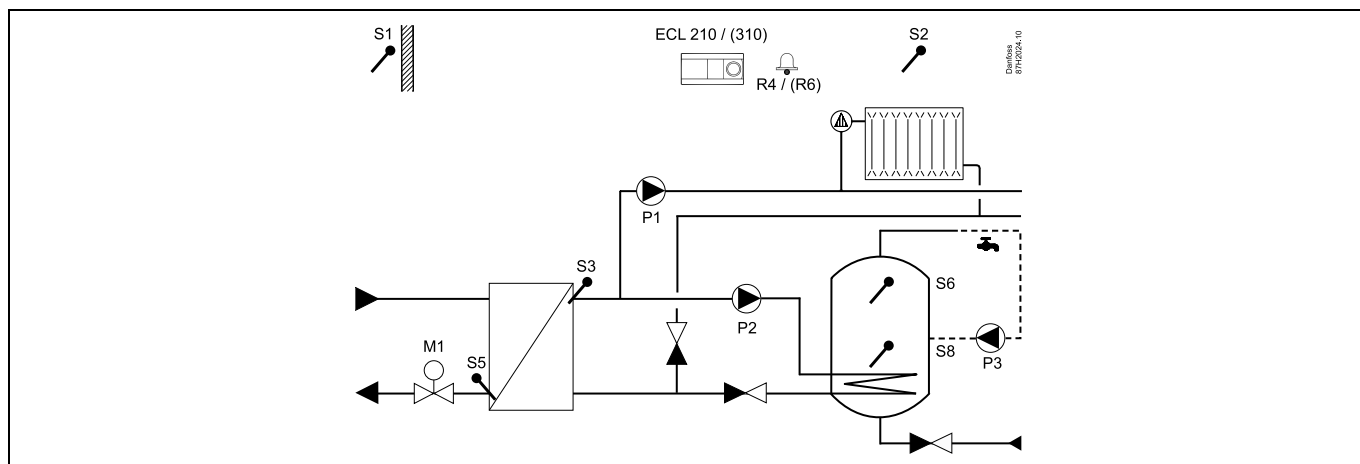 S1
ECL 210 / (310)
S2
Danfoss
87H2024.10
R4 / (R6)
P1
S3
S6
P2
M1
S5
S8
P3